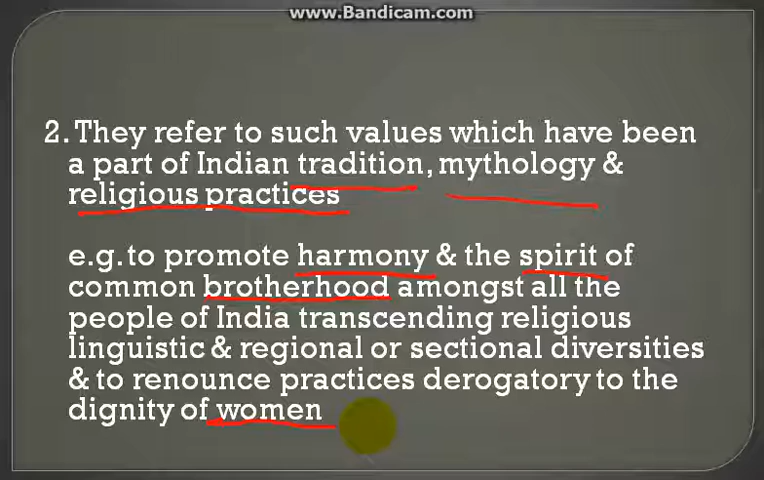 www.Bandicam.com
2. They refer to such values which have been
a part of Indian tradition, mythology &
religious practices
e.g. to promote harmony & the spirit of
common brotherhood amongst all the
people of India transcending religious
linguistic & regional or sectional diversities
& to renounce practices derogatory to the
dignity of women